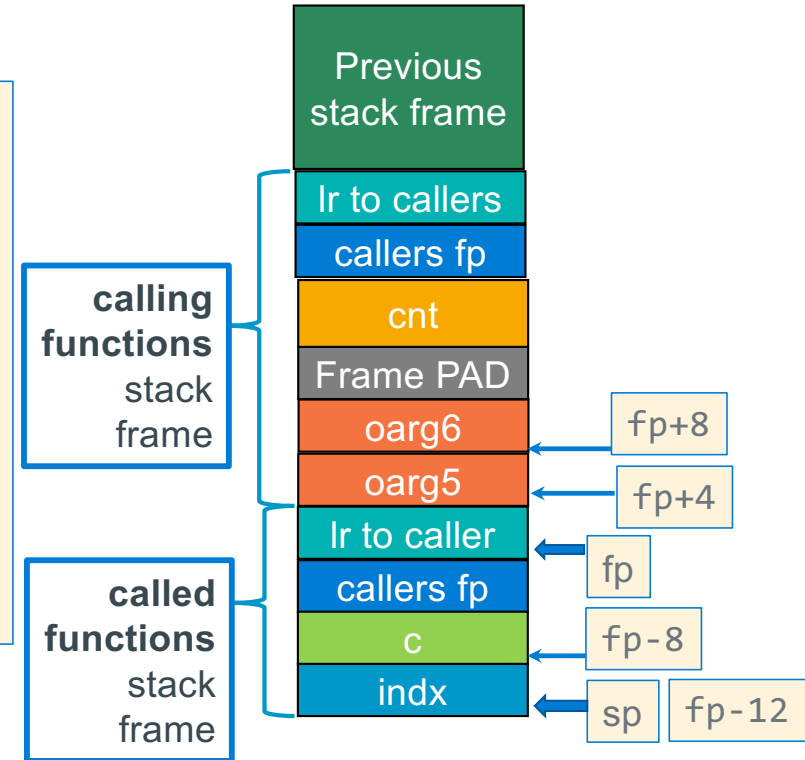 Previous
stack frame
lr to callers
callers fp
calling
functions
stack
frame
cnt
Frame PAD
oarg6
fp+8
oarg5
fp+4
lr to caller
fp
callers fp
called
functions
stack
frame
c
fp-8
indx
sp
fp-12